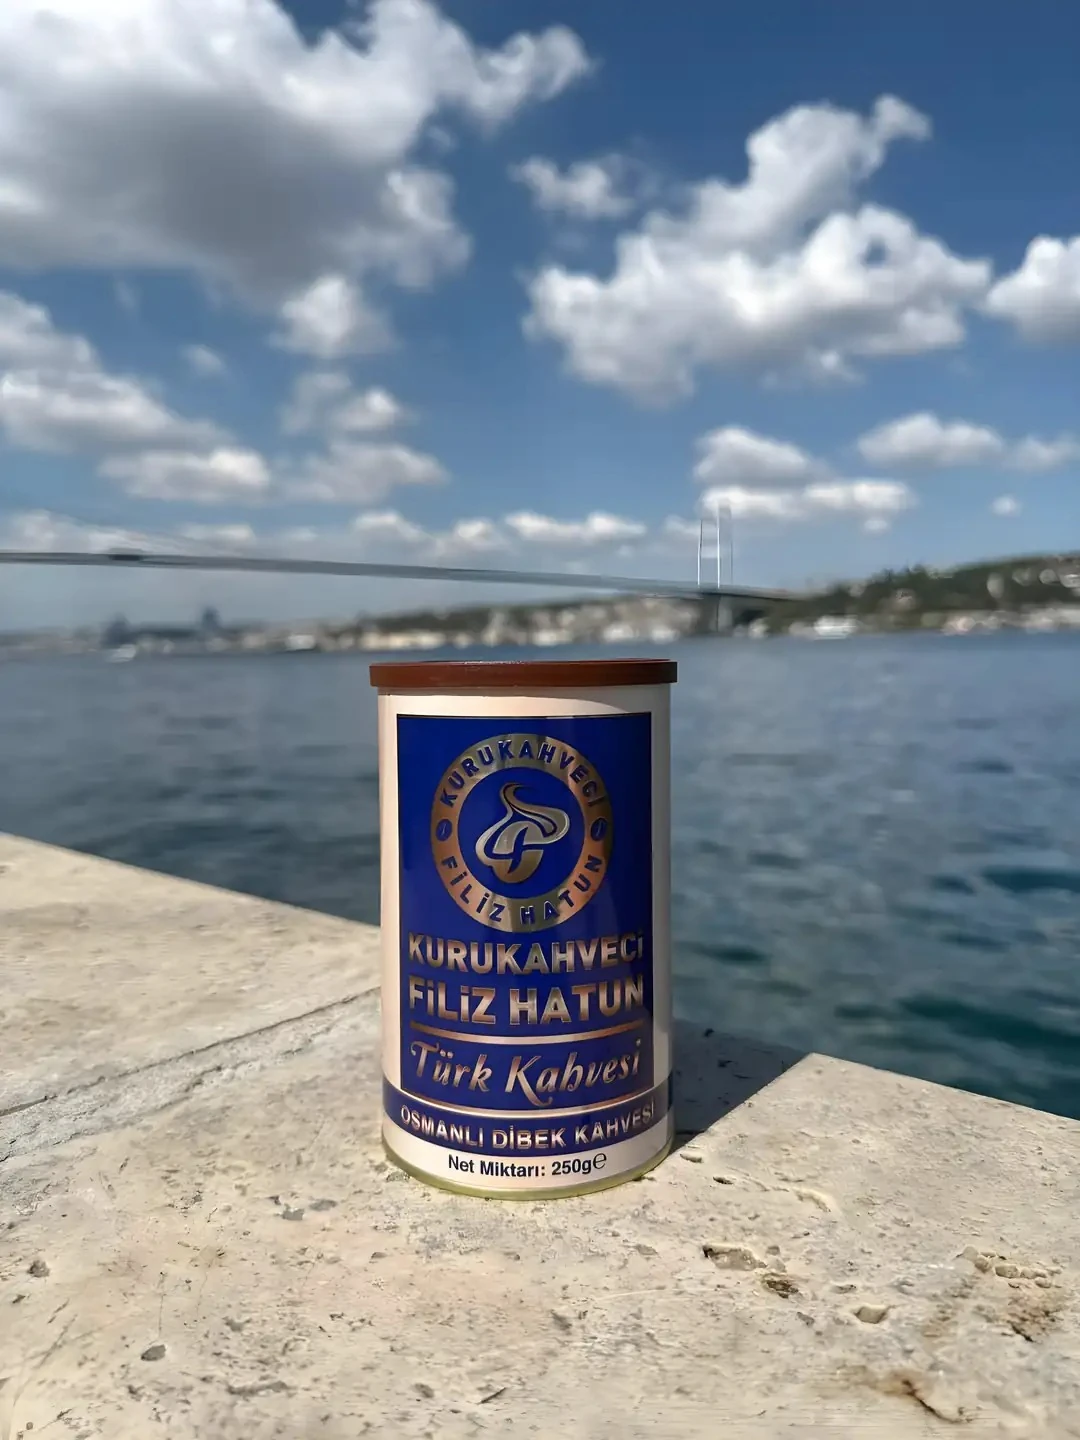 KURUKAHVECİ
FİLİZ HATUN
KURUKAHVECİ
FİLİZ HATUN
Türk Kahvesi
OSMANLI DİBEK KAHVESİ
Net Miktarı: 250g℮